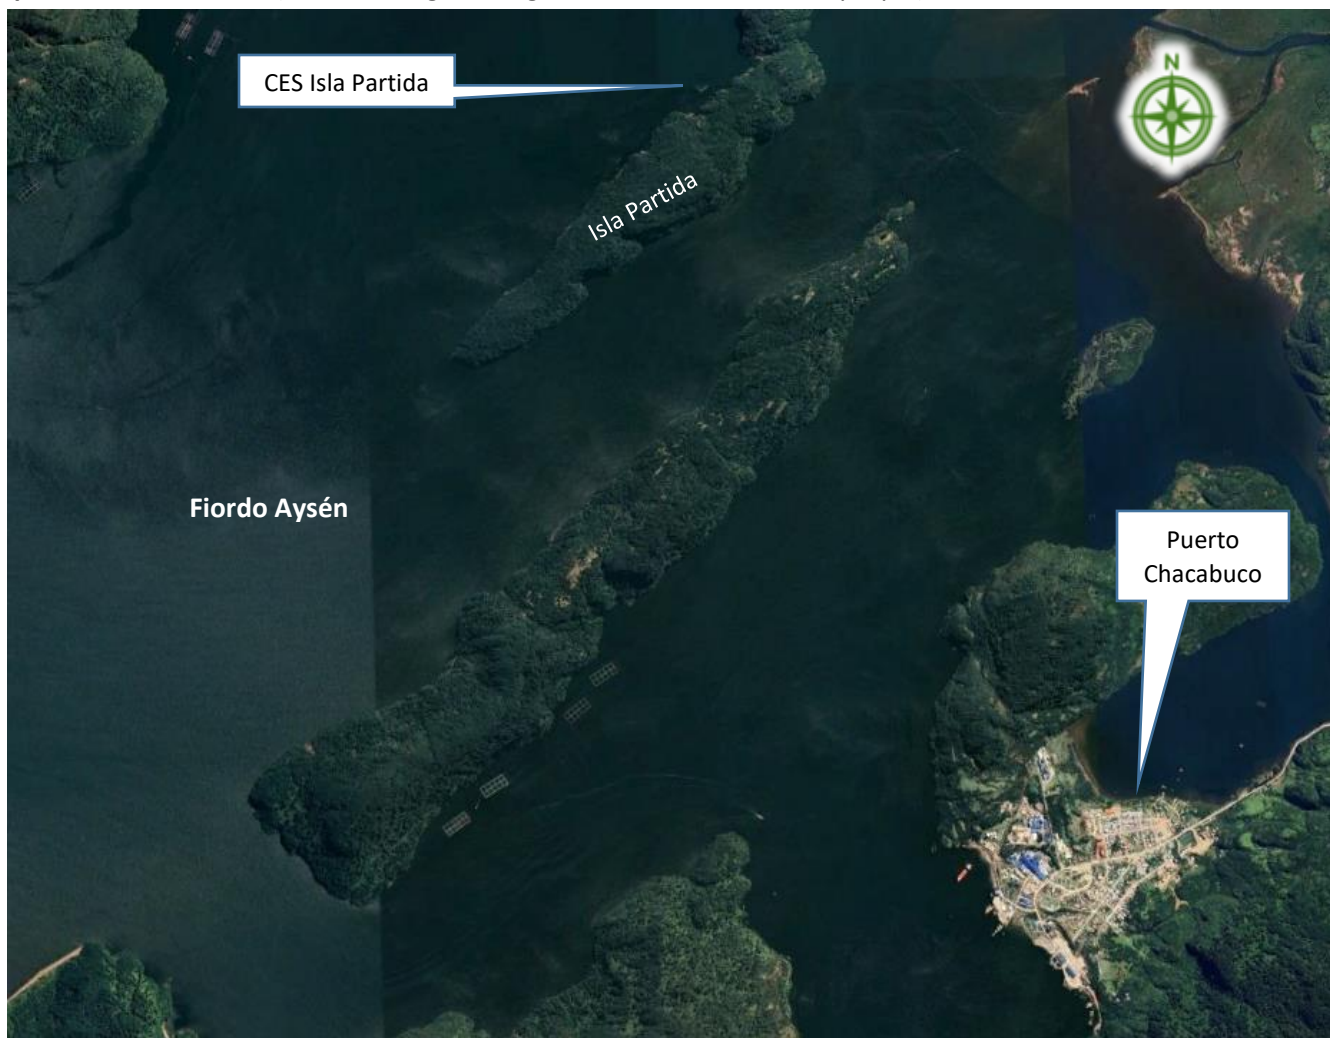 CES Isla Partida
N
Isla Partida
Fiordo Aysén
Puerto
Chacabuco